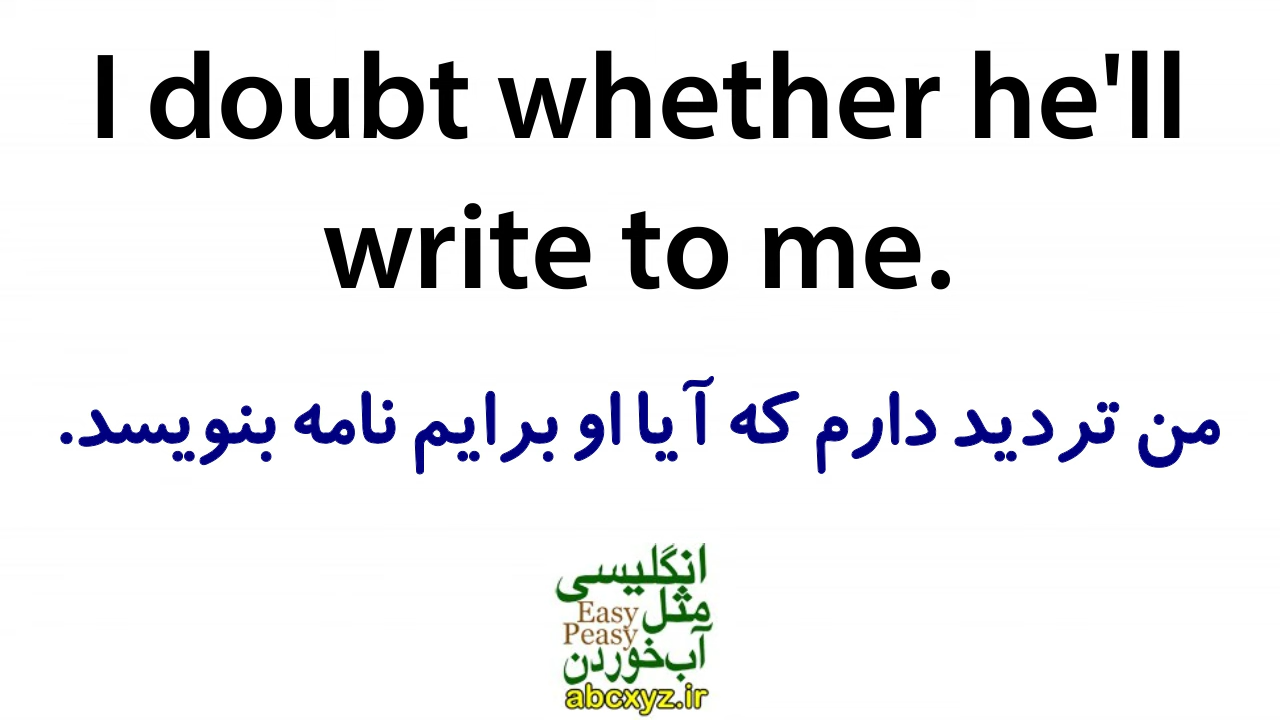 I doubt whether he'll
write to me.
من تردید دارم که آیا او برایم نامه بنویسد.
انگلیسی
مثل
Easy
Peasy
آب خوردن
abcxyz.ir